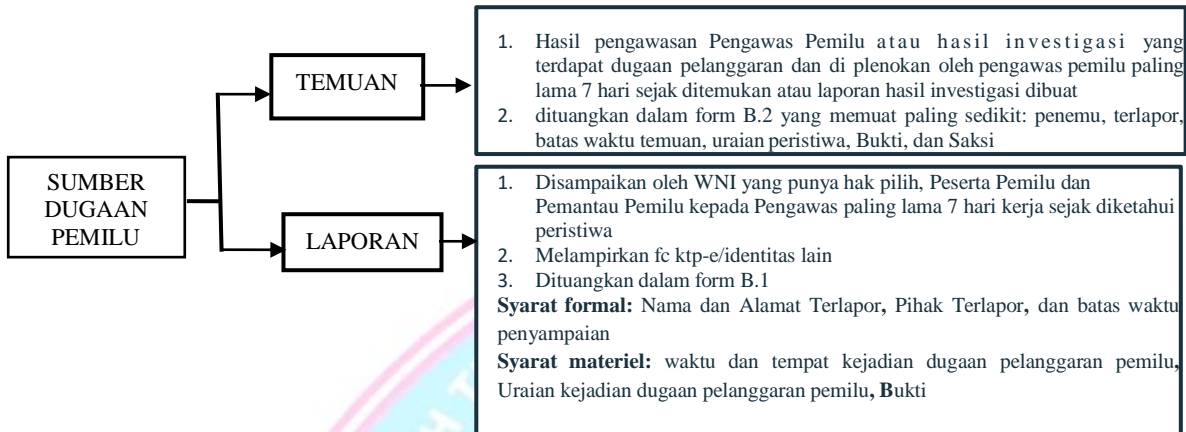 SUMBER
DUGAAN
PEMILU
TEMUAN
1. Hasil pengawasan Pengawas Pemilu atau hasil investigasi yang
terdapat dugaan pelanggaran dan di plenokan oleh pengawas pemilu paling
lama 7 hari sejak ditemukan atau laporan hasil investigasi dibuat
2. dituangkan dalam form B.2 yang memuat paling sedikit: penemu, terlapor,
batas waktu temuan, uraian peristiwa, Bukti, dan Saksi
LAPORAN
1. Disampaikan oleh WNI yang punya hak pilih, Peserta Pemilu dan
Pemantau Pemilu kepada Pengawas paling lama 7 hari kerja sejak diketahui
peristiwa
2. Melampirkan fc ktp-e/identitas lain
3. Dituangkan dalam form B.1
Syarat formal: Nama dan Alamat Terlapor, Pihak Terlapor, dan batas waktu
penyampaian
Syarat materiel: waktu dan tempat kejadian dugaan pelanggaran pemilu,
Uraian kejadian dugaan pelanggaran pemilu, Bukti